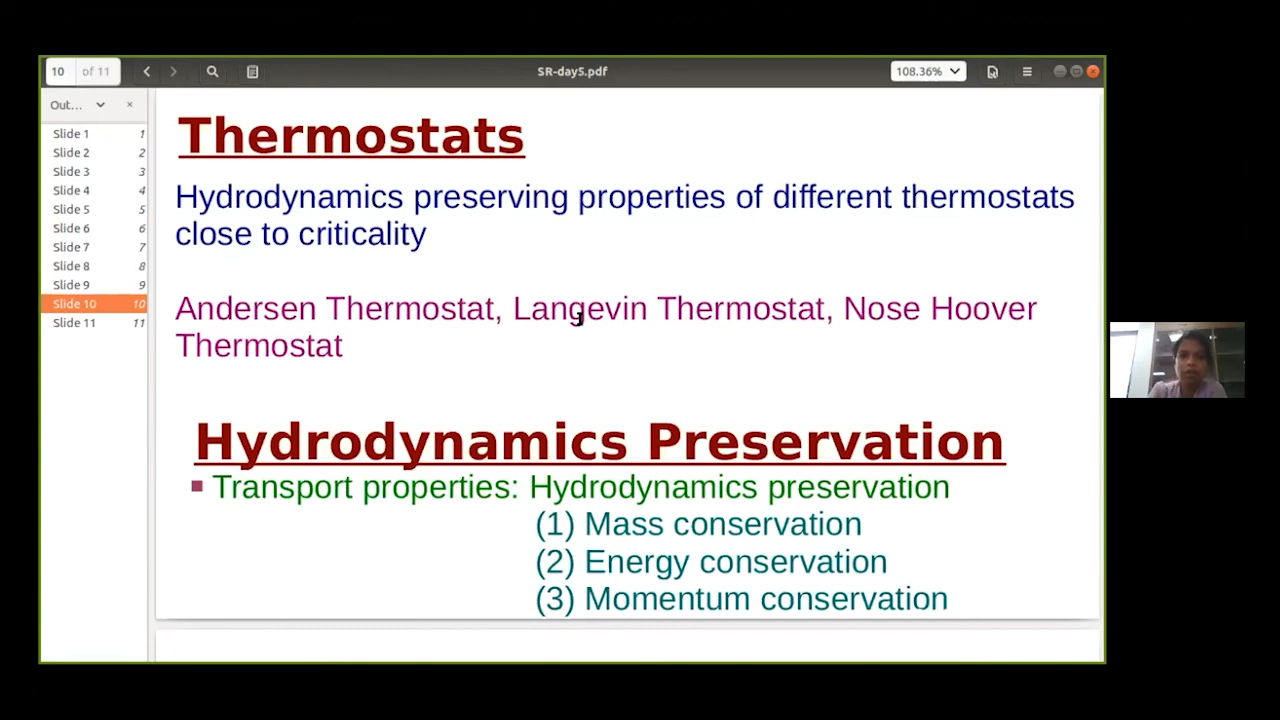 10 of 11
SR-day5.pdf
108.36%
Out...
Slide 1 1
Slide 2 2
Slide 3 3
Slide 4 4
Slide 5 5
Slide 6 6
Slide 7 7
Slide 8 8
Slide 9 9
Slide 10 10
Slide 11 11
Thermostats
Hydrodynamics preserving properties of different thermostats
close to criticality
Andersen Thermostat, Langevin Thermostat, Nose Hoover
Thermostat
Hydrodynamics Preservation
Transport properties: Hydrodynamics preservation
(1) Mass conservation
(2) Energy conservation
(3) Momentum conservation